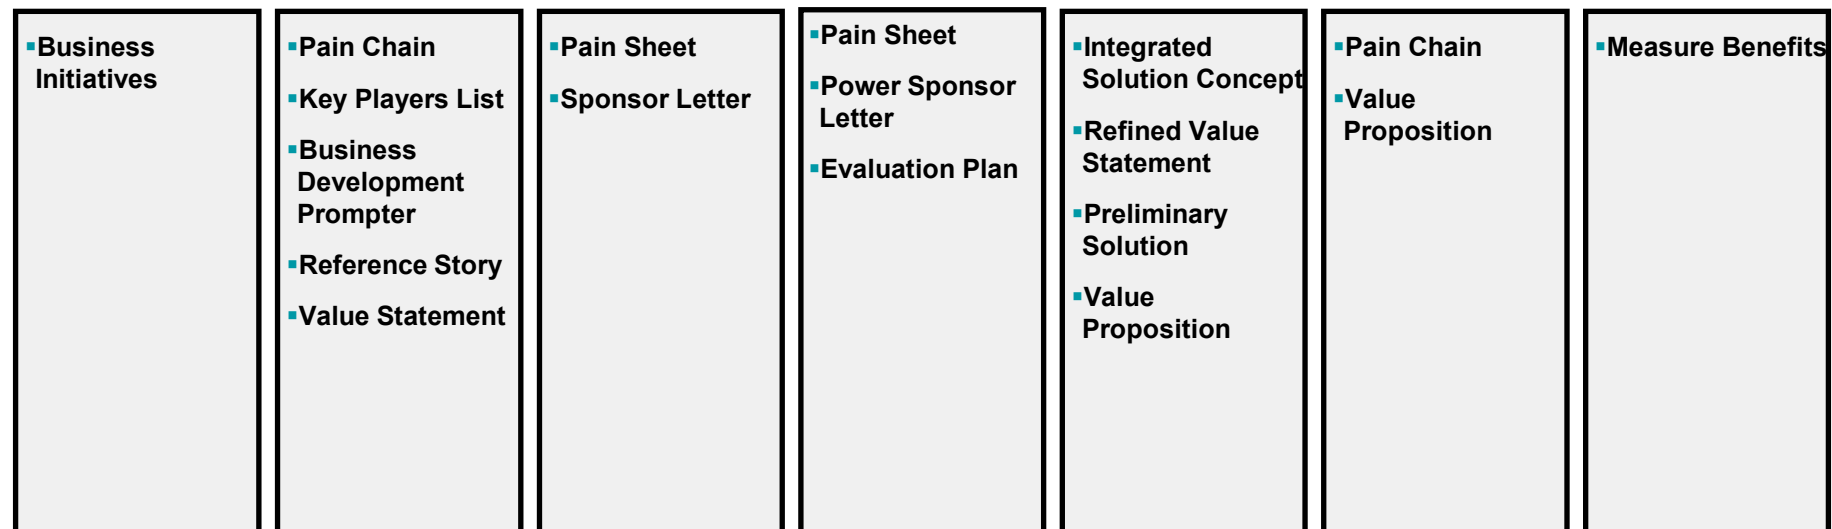 ▪Business
Initiatives
▪Pain Chain
▪Key Players List
▪Business
Development
Prompter
▪Reference Story
▪Value Statement
▪Pain Sheet
▪Sponsor Letter
▪Pain Sheet
▪Power Sponsor
Letter
▪Evaluation Plan
▪Integrated
Solution Concept
▪Refined Value
Statement
▪Preliminary
Solution
▪Value
Proposition
▪Pain Chain
▪Value
Proposition
▪Measure Benefits